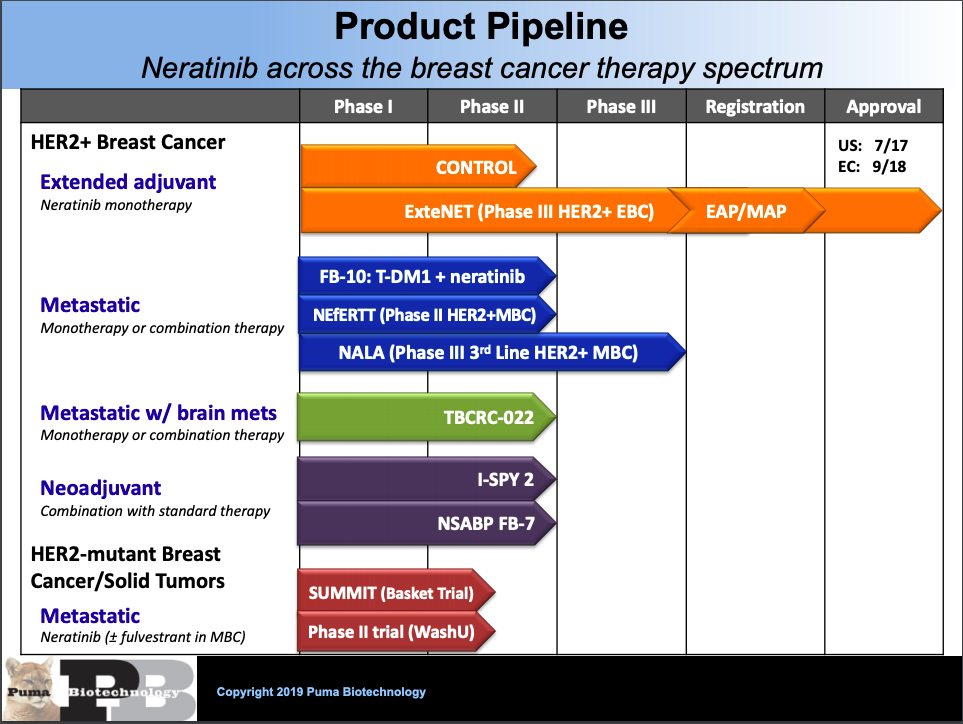 Product Pipeline
Neratinib across the breast cancer therapy spectrum
Phase I Phase II Phase III Registration Approval
HER2+ Breast Cancer
US: 7/17
EC: 9/18
CONTROL
Extended adjuvant
Neratinib monotherapy
ExteNET (Phase III HER2+ EBC) EAP/MAP
FB-10: T-DM1 + neratinib
Metastatic
Monotherapy or combination therapy
NEfERTT (Phase II HER2+MBC)
NALA (Phase III 3rd Line HER2+ MBC)
Metastatic w/ brain mets
Monotherapy or combination therapy
TBCRC-022
I-SPY 2
Neoadjuvant
Combination with standard therapy
NSABP FB-7
HER2-mutant Breast
Cancer/Solid Tumors
SUMMIT (Basket Trial)
Metastatic
Neratinib (± fulvestrant in MBC)
Phase II trial (WashU)
PB
Puma Biotechnology
Copyright 2019 Puma Biotechnology